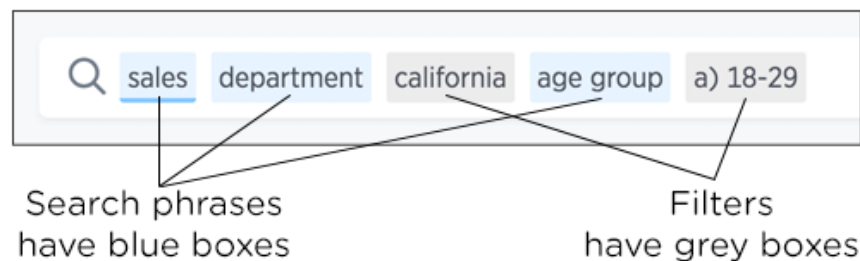 sales department california age group a) 18-29
Search phrases
have blue boxes
Filters
have grey boxes